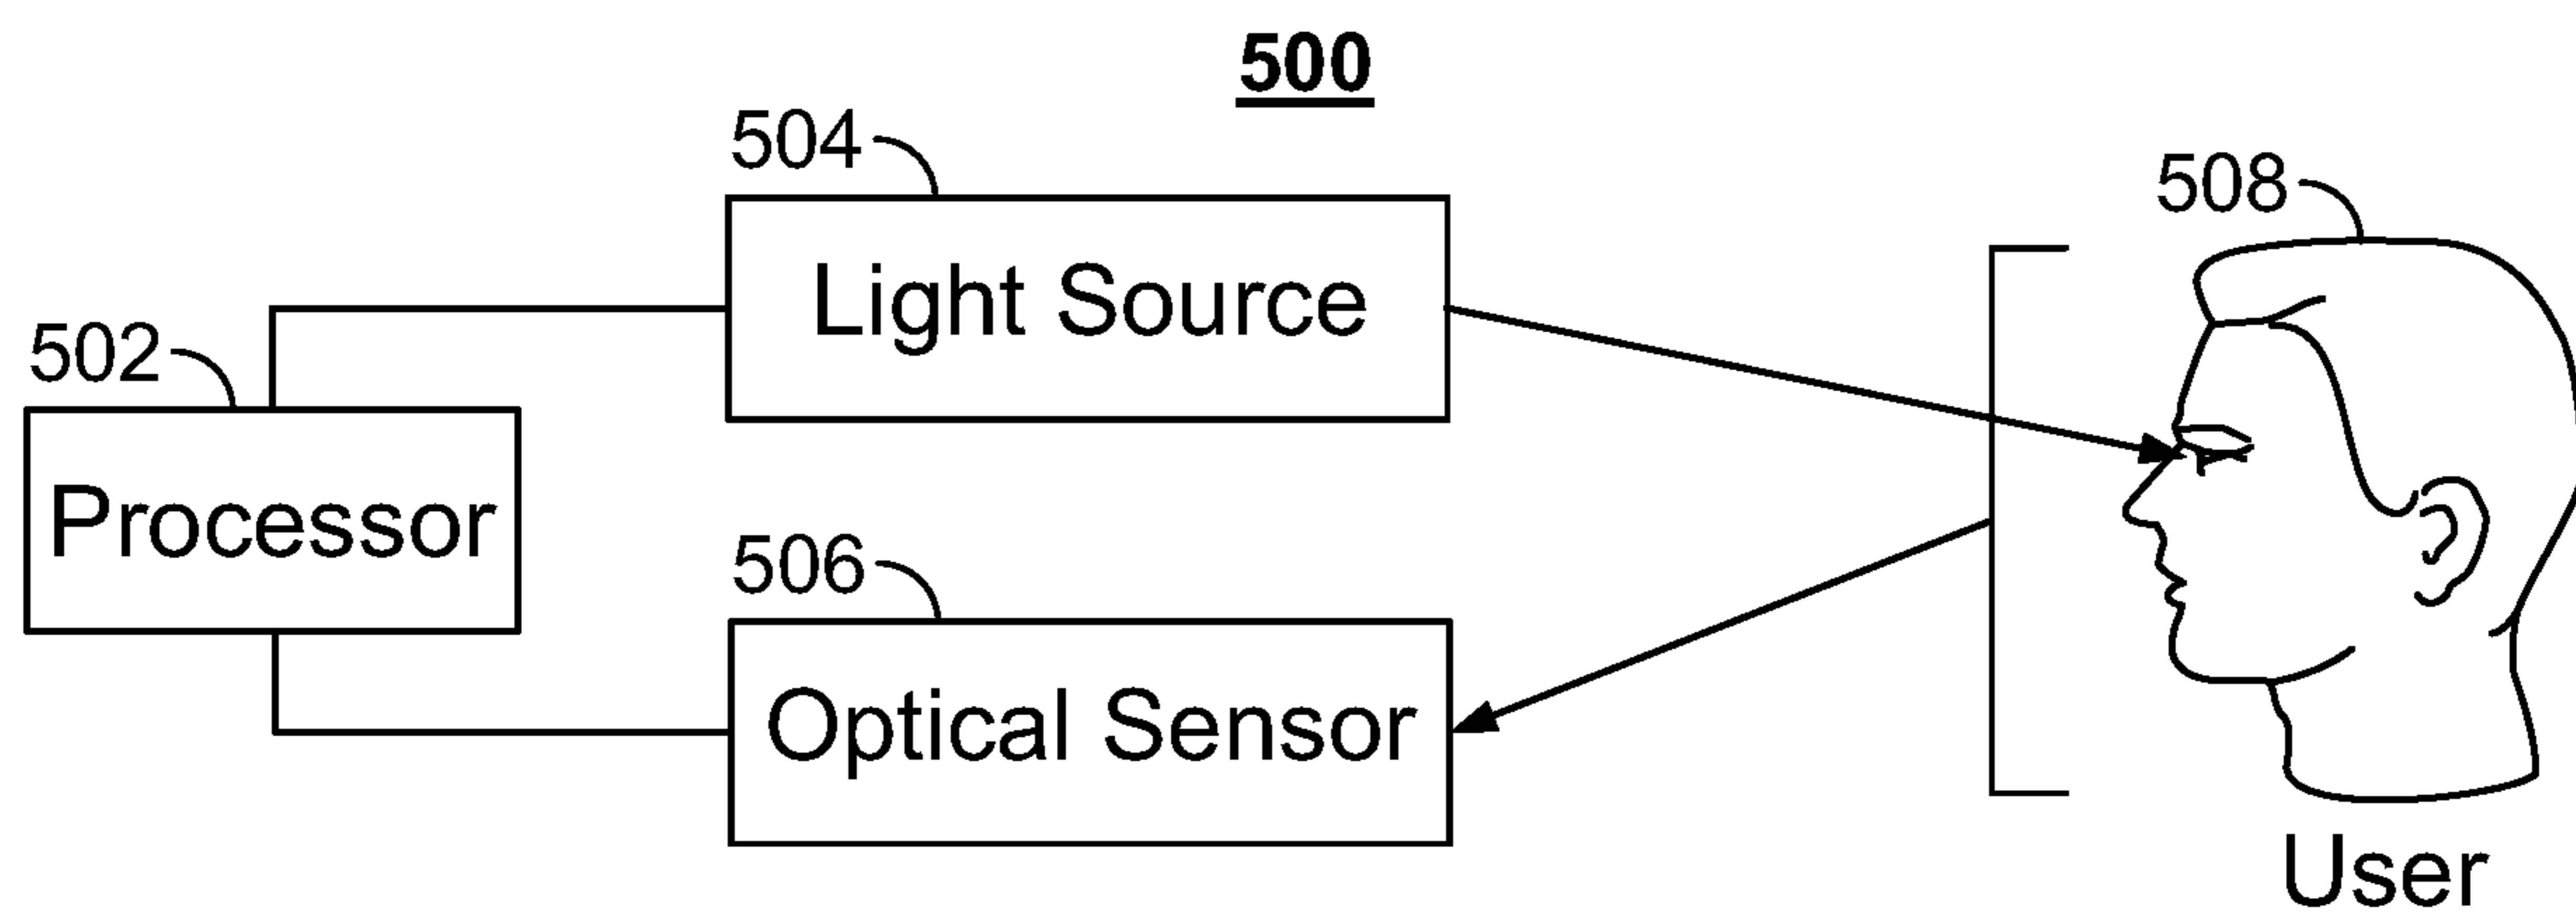 500
504
Light Source
508
502
Processor
506
Optical Sensor
User